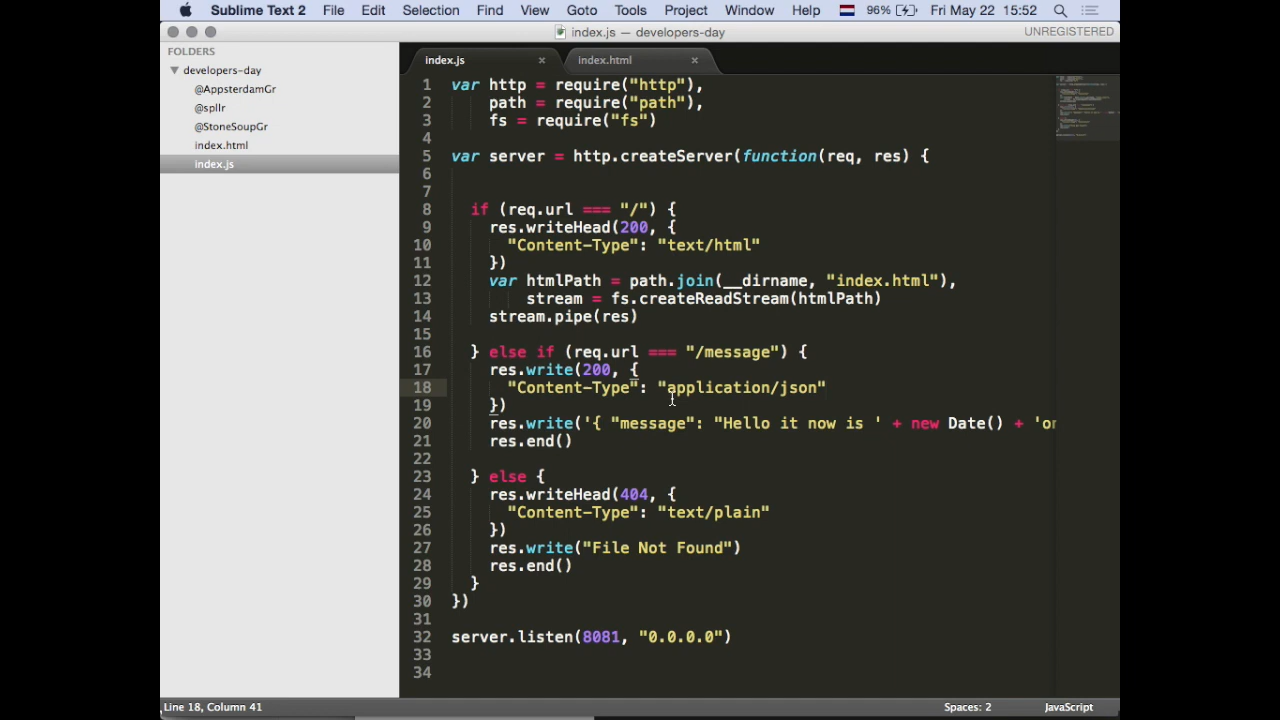 Sublime Text 2 File Edit Selection Find View Goto Tools Project Window Help 96% Fri May 22 15:52
index.js — developers-day UNREGISTERED
FOLDERS
developers-day
@AppsterdamGr
@spllr
@StoneSoupGr
index.html
index.js
index.js × index.html ×
1 var http = require("http"),
2 path = require("path"),
3 fs = require("fs")
4
5 var server = http.createServer(function(req, res) {
6
7
8 if (req.url === "/") {
9 res.writeHead(200, {
10 "Content-Type": "text/html"
11 })
12 var htmlPath = path.join(__dirname, "index.html"),
13 stream = fs.createReadStream(htmlPath)
14 stream.pipe(res)
15
16 } else if (req.url === "/message") {
17 res.write(200, {
18 "Content-Type": "application/json"
19 })
20 res.write('{ "message": "Hello it now is ' + new Date() + 'or
21 res.end()
22
23 } else {
24 res.writeHead(404, {
25 "Content-Type": "text/plain"
26 })
27 res.write("File Not Found")
28 res.end()
29 }
30 })
31
32 server.listen(8081, "0.0.0.0")
33
34
Line 18, Column 41 Spaces: 2 JavaScript